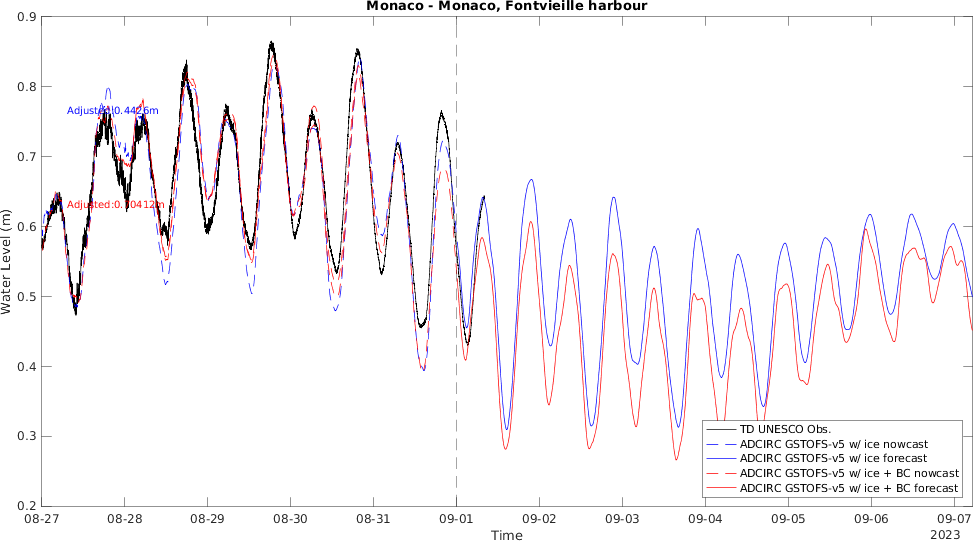 Monaco - Monaco, Fontvieille harbour
0.9
0.8
0.7
0.6
0.5
0.4
0.3
0.2
Water Level (m)
Adjusted:0.4426m
TD UNESCO Obs.
ADCIRC GSTOFS-v5 w/ ice nowcast
ADCIRC GSTOFS-v5 w/ ice forecast
ADCIRC GSTOFS-v5 w/ ice + BC nowcast
ADCIRC GSTOFS-v5 w/ ice + BC forecast
08-27 08-28 08-29 08-30 08-31 09-01 09-02 09-03 09-04 09-05 09-06 09-07
Time
2023